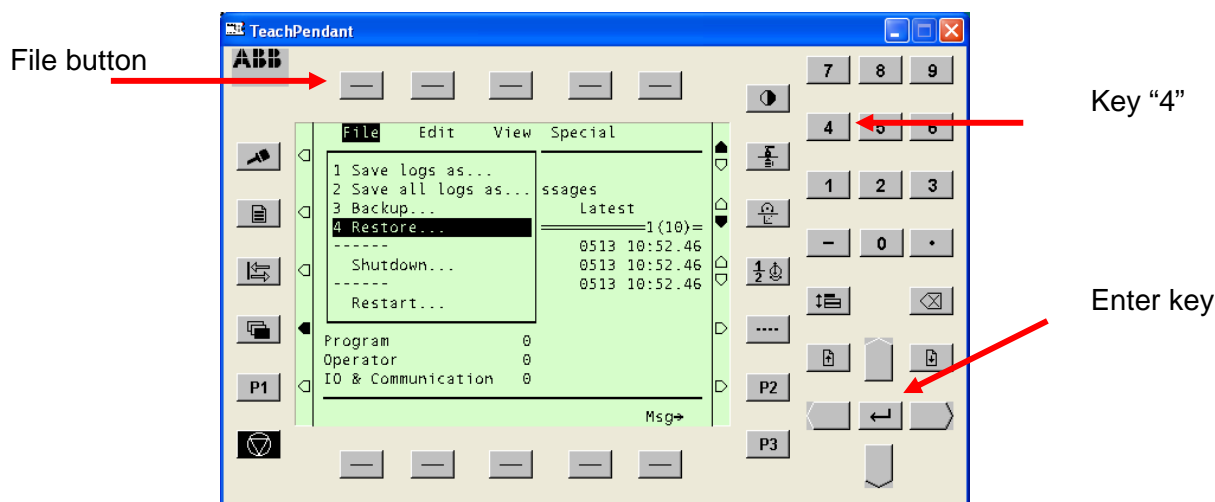 TeachPendant
File button
ABB
7 8 9
Key “4”
4 5 6
File Edit View Special
1 Save logs as...
2 Save all logs as... ssages
1 2 3
3 Backup... Latest
4 Restore... 1(10)=
------ 0513 10:52.46
- 0 .
Shutdown... 0513 10:52.46
1 2
------ 0513 10:52.46
Restart...
Enter key
----
Program 0
Operator 0
IO & Communication 0
P1
P2
Msg→
P3